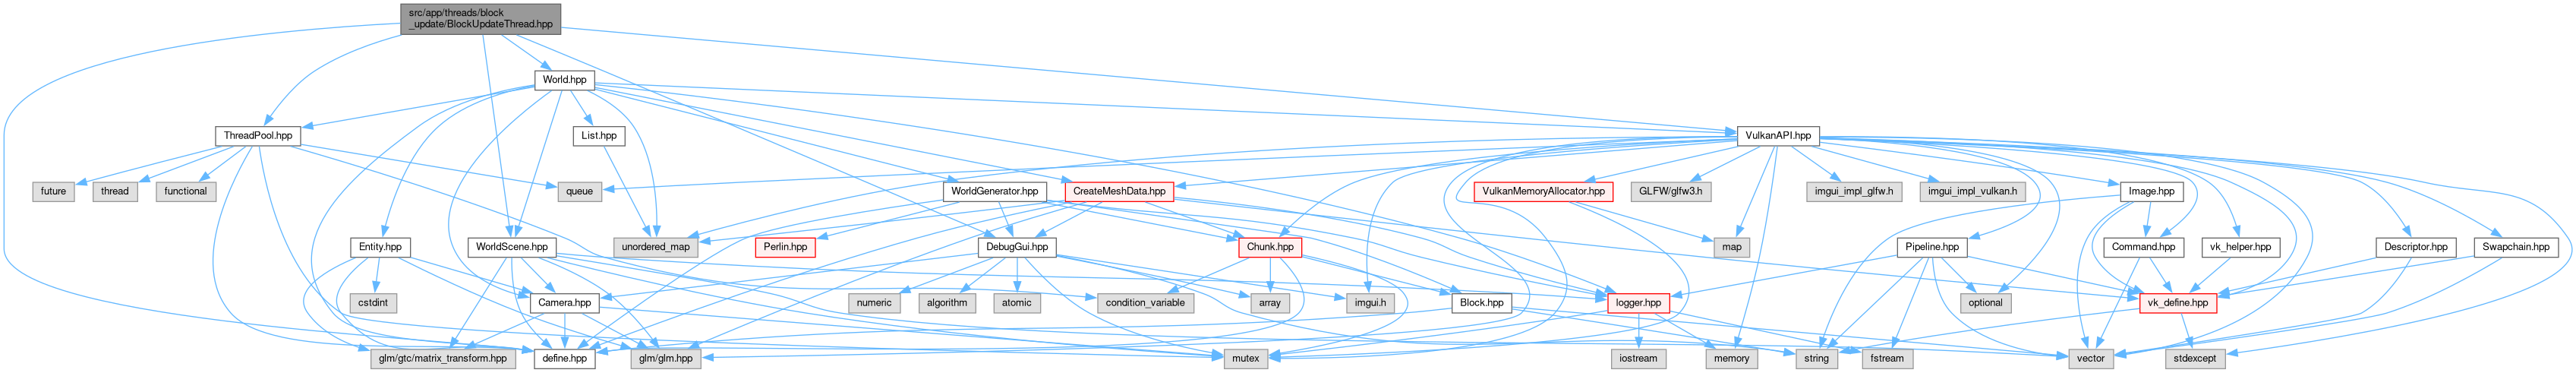 src/app/threads/block
_update/BlockUpdateThread.hpp
World.hpp
ThreadPool.hpp
List.hpp
VulkanAPI.hpp
future
thread
functional
queue
WorldGenerator.hpp
CreateMeshData.hpp
VulkanMemoryAllocator.hpp
GLFW/glfw3.h
imgui_impl_glfw.h
imgui_impl_vulkan.h
Image.hpp
Entity.hpp
WorldScene.hpp
unordered_map
Perlin.hpp
DebugGui.hpp
Chunk.hpp
map
Pipeline.hpp
Command.hpp
vk_helper.hpp
Descriptor.hpp
Swapchain.hpp
cstdint
Camera.hpp
numeric
algorithm
atomic
condition_variable
array
imgui.h
Block.hpp
logger.hpp
optional
vk_define.hpp
glm/gtc/matrix_transform.hpp
define.hpp
glm/glm.hpp
mutex
iostream
memory
string
fstream
vector
stdexcept